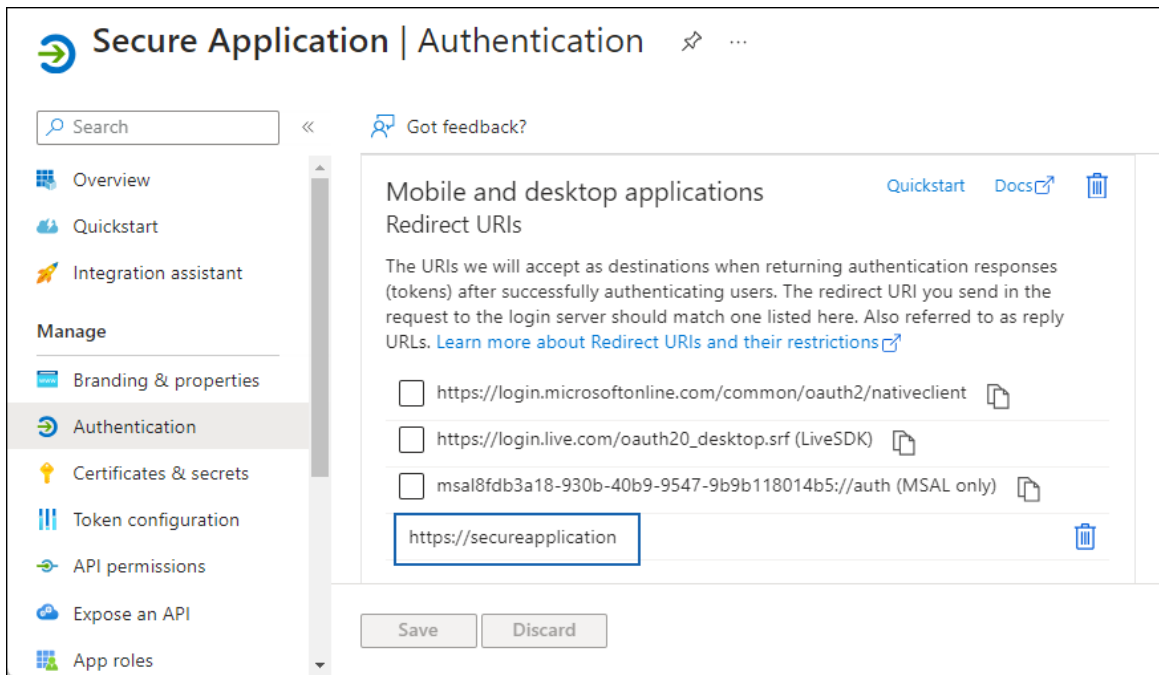 Secure Application | Authentication
Search
Got feedback?
Overview
Quickstart
Integration assistant
Manage
Branding & properties
Authentication
Certificates & secrets
Token configuration
API permissions
Expose an API
App roles
Mobile and desktop applications
Quickstart
Docs
Redirect URIs
The URIs we will accept as destinations when returning authentication responses
(tokens) after successfully authenticating users. The redirect URI you send in the
request to the login server should match one listed here. Also referred to as reply
URLs. Learn more about Redirect URIs and their restrictions
https://login.microsoftonline.com/common/oauth2/nativeclient
https://login.live.com/oauth20_desktop.srf (LiveSDK)
msal8fdb3a18-930b-40b9-9547-9b9b118014b5://auth (MSAL only)
https://secureapplication
Save
Discard